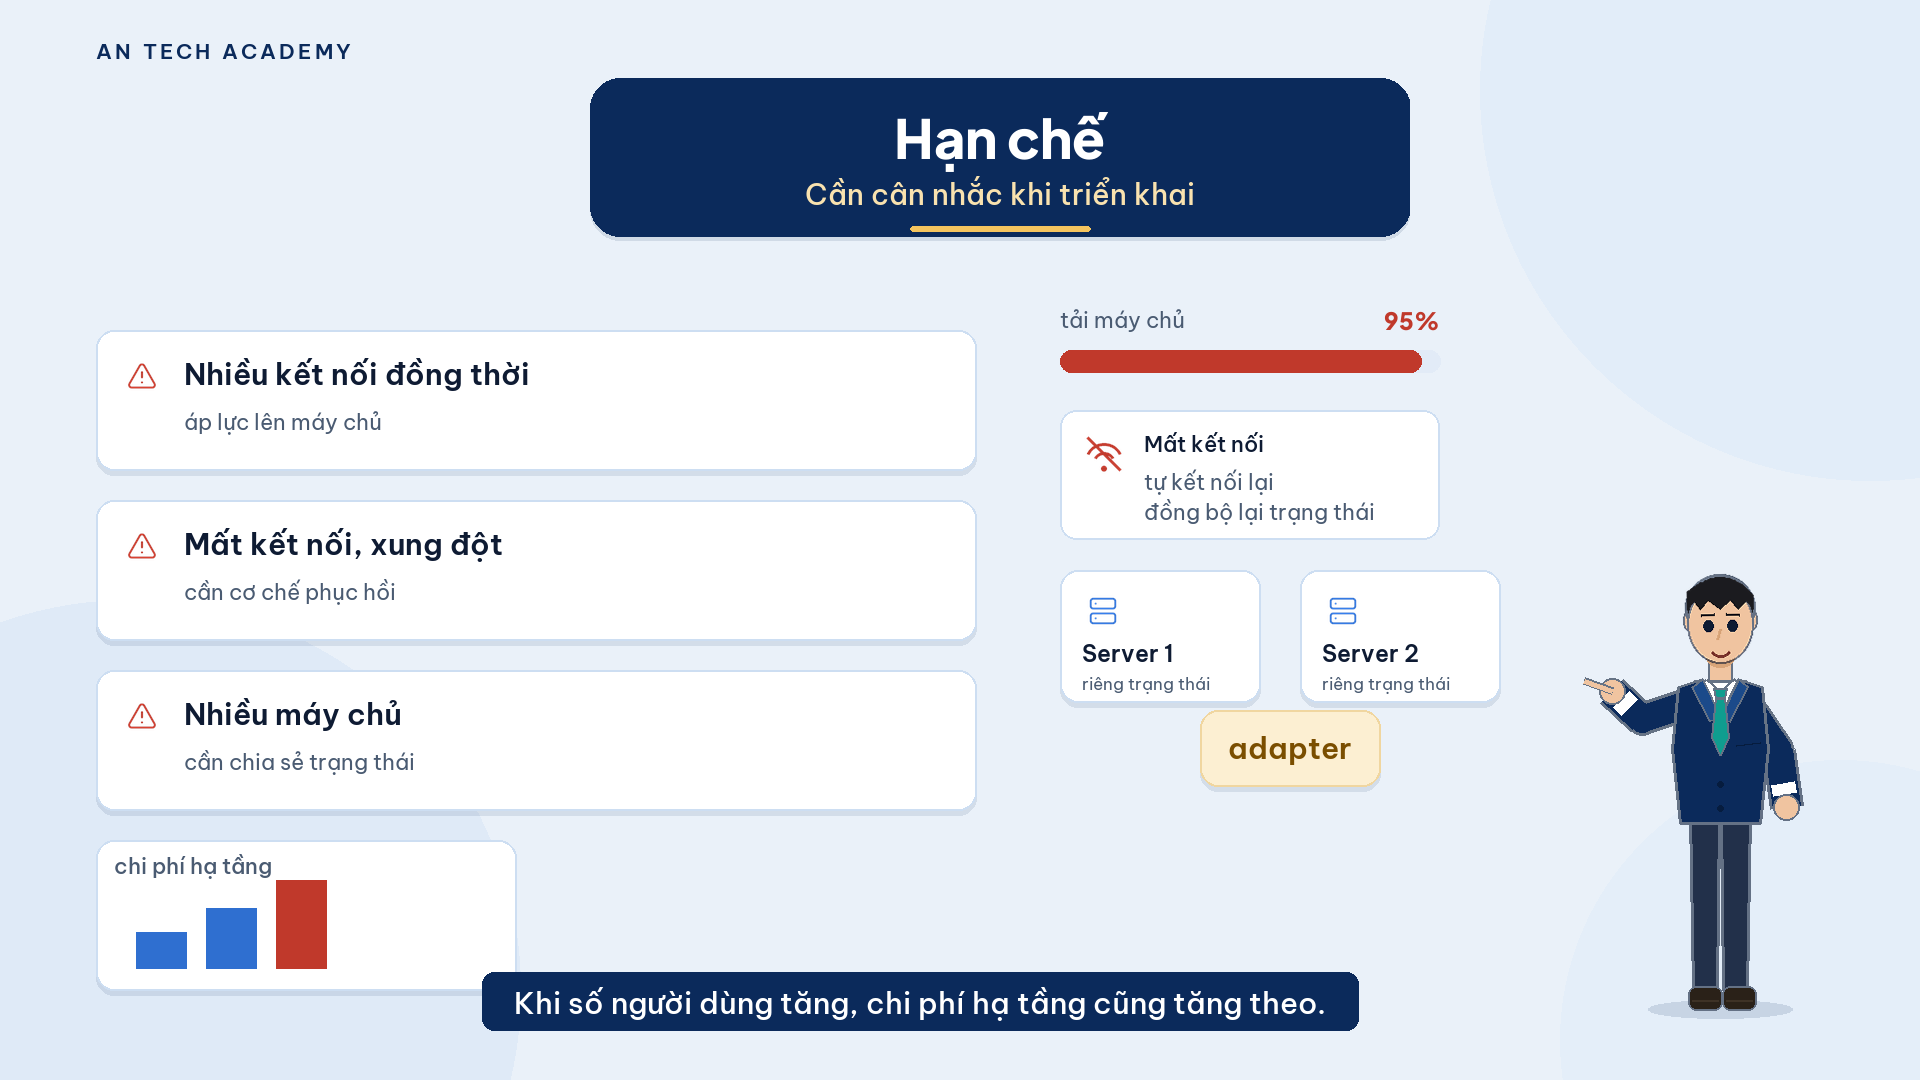 AN TECH ACADEMY
Hạn chế
Cần cân nhắc khi triển khai
Nhiều kết nối đồng thời
áp lực lên máy chủ
Mất kết nối, xung đột
cần cơ chế phục hồi
Nhiều máy chủ
cần chia sẻ trạng thái
chi phí hạ tầng
tải máy chủ 95%
Mất kết nối
tự kết nối lại
đồng bộ lại trạng thái
Server 1
riêng trạng thái
Server 2
riêng trạng thái
adapter
Khi số người dùng tăng, chi phí hạ tầng cũng tăng theo.